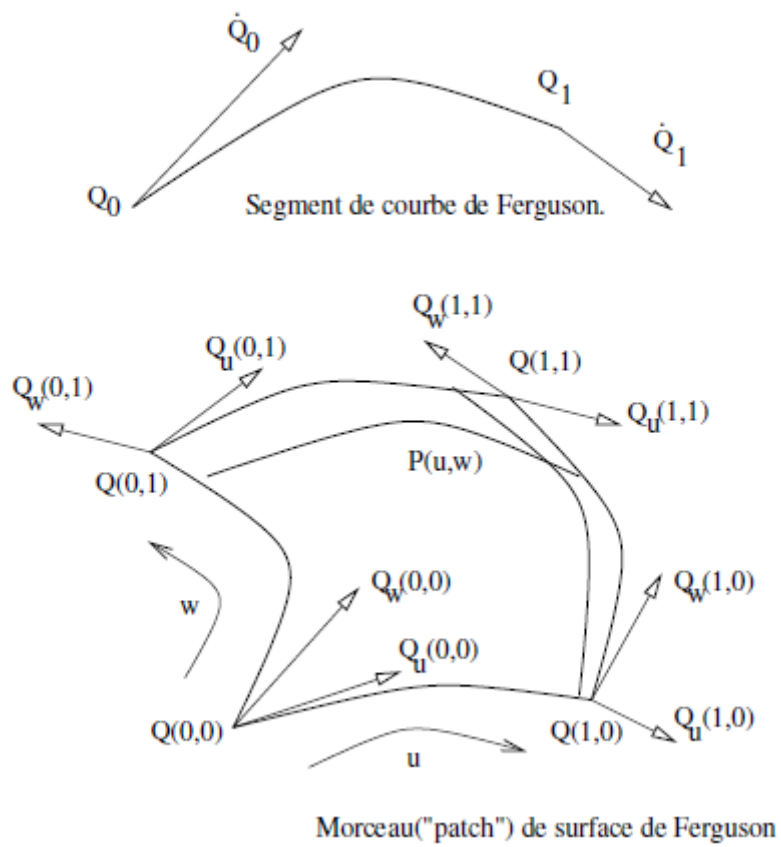 Q̇0
Q1
Q̇1
Q0
Segment de courbe de Ferguson.
Qw(1,1)
Qu(0,1)
Q(1,1)
Qw(0,1)
Qu(1,1)
P(u,w)
Q(0,1)
Qw(0,0)
Qw(1,0)
w
Qu(0,0)
Q(0,0)
Q(1,0)
Qu(1,0)
u
Morceau("patch") de surface de Ferguson